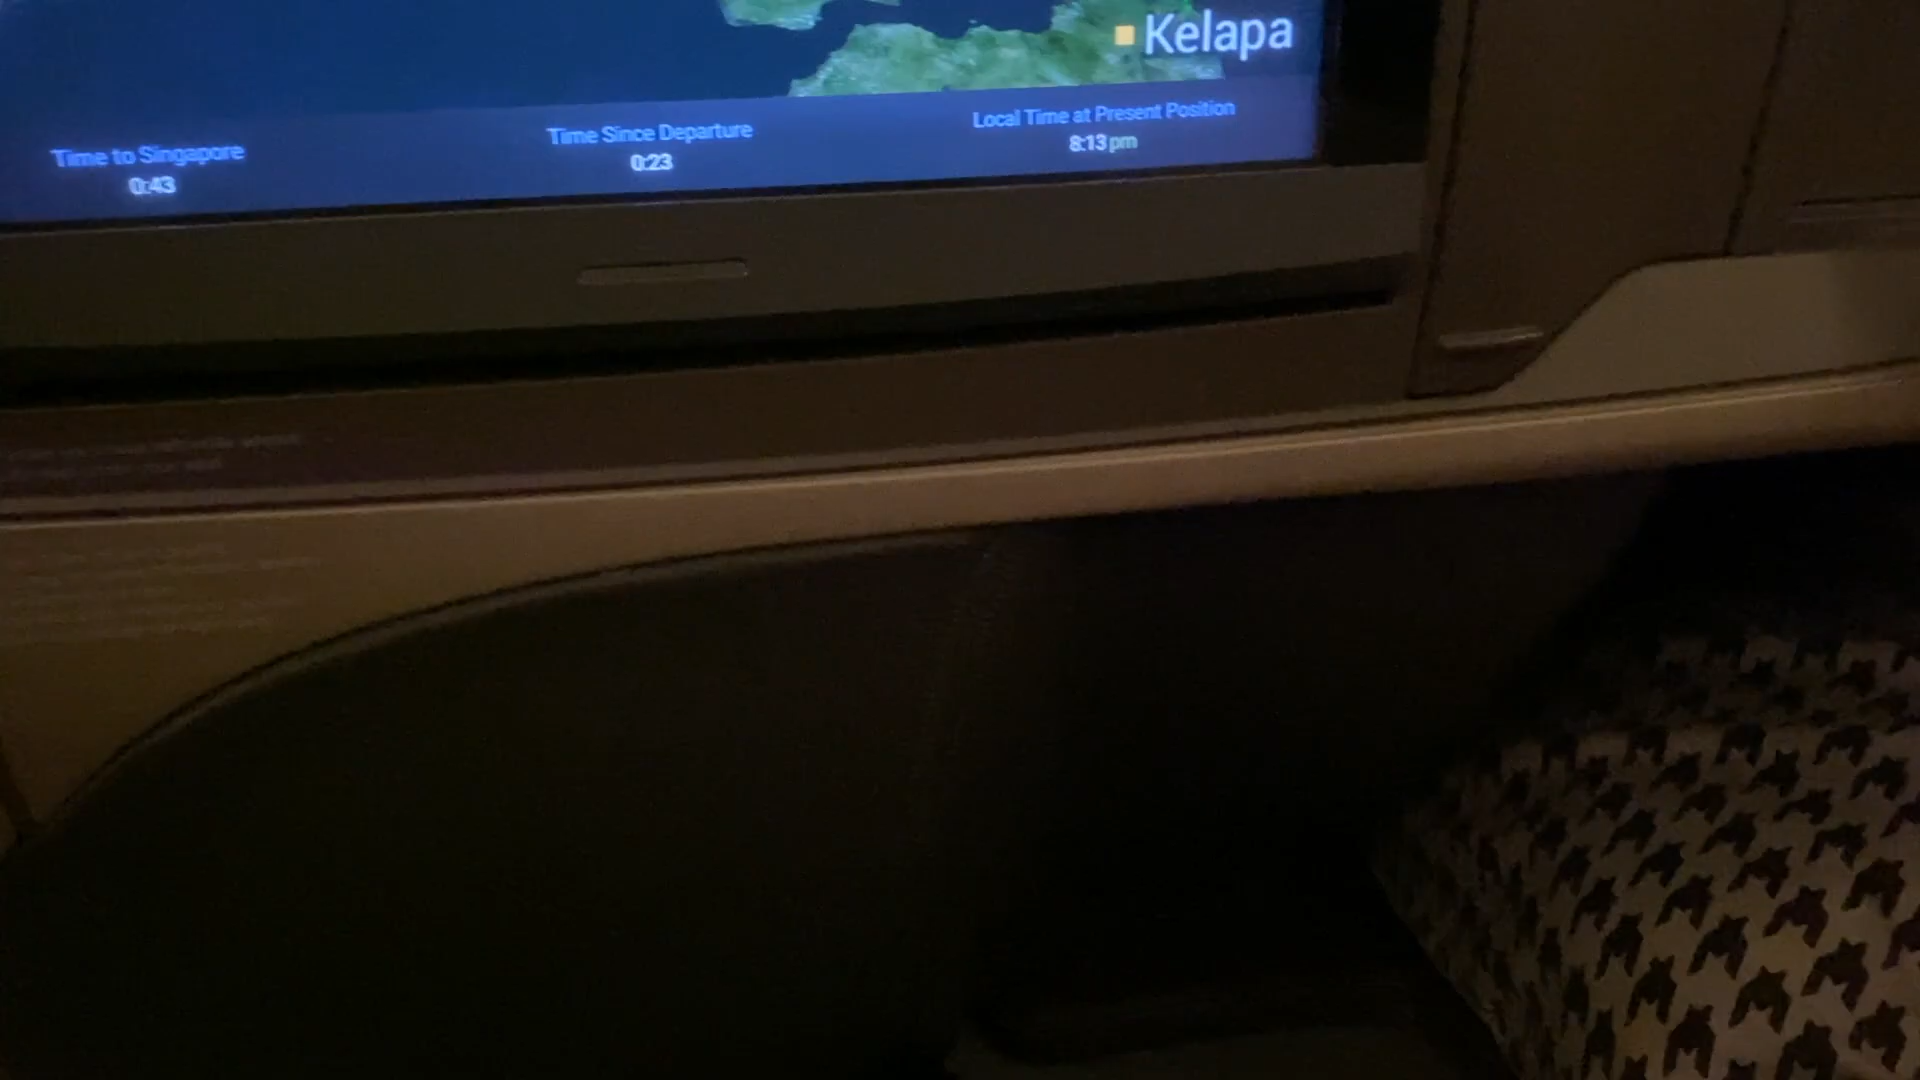 Kelapa
Time to Singapore
0:43
Time Since Departure
0:23
Local Time at Present Position
8:13 pm